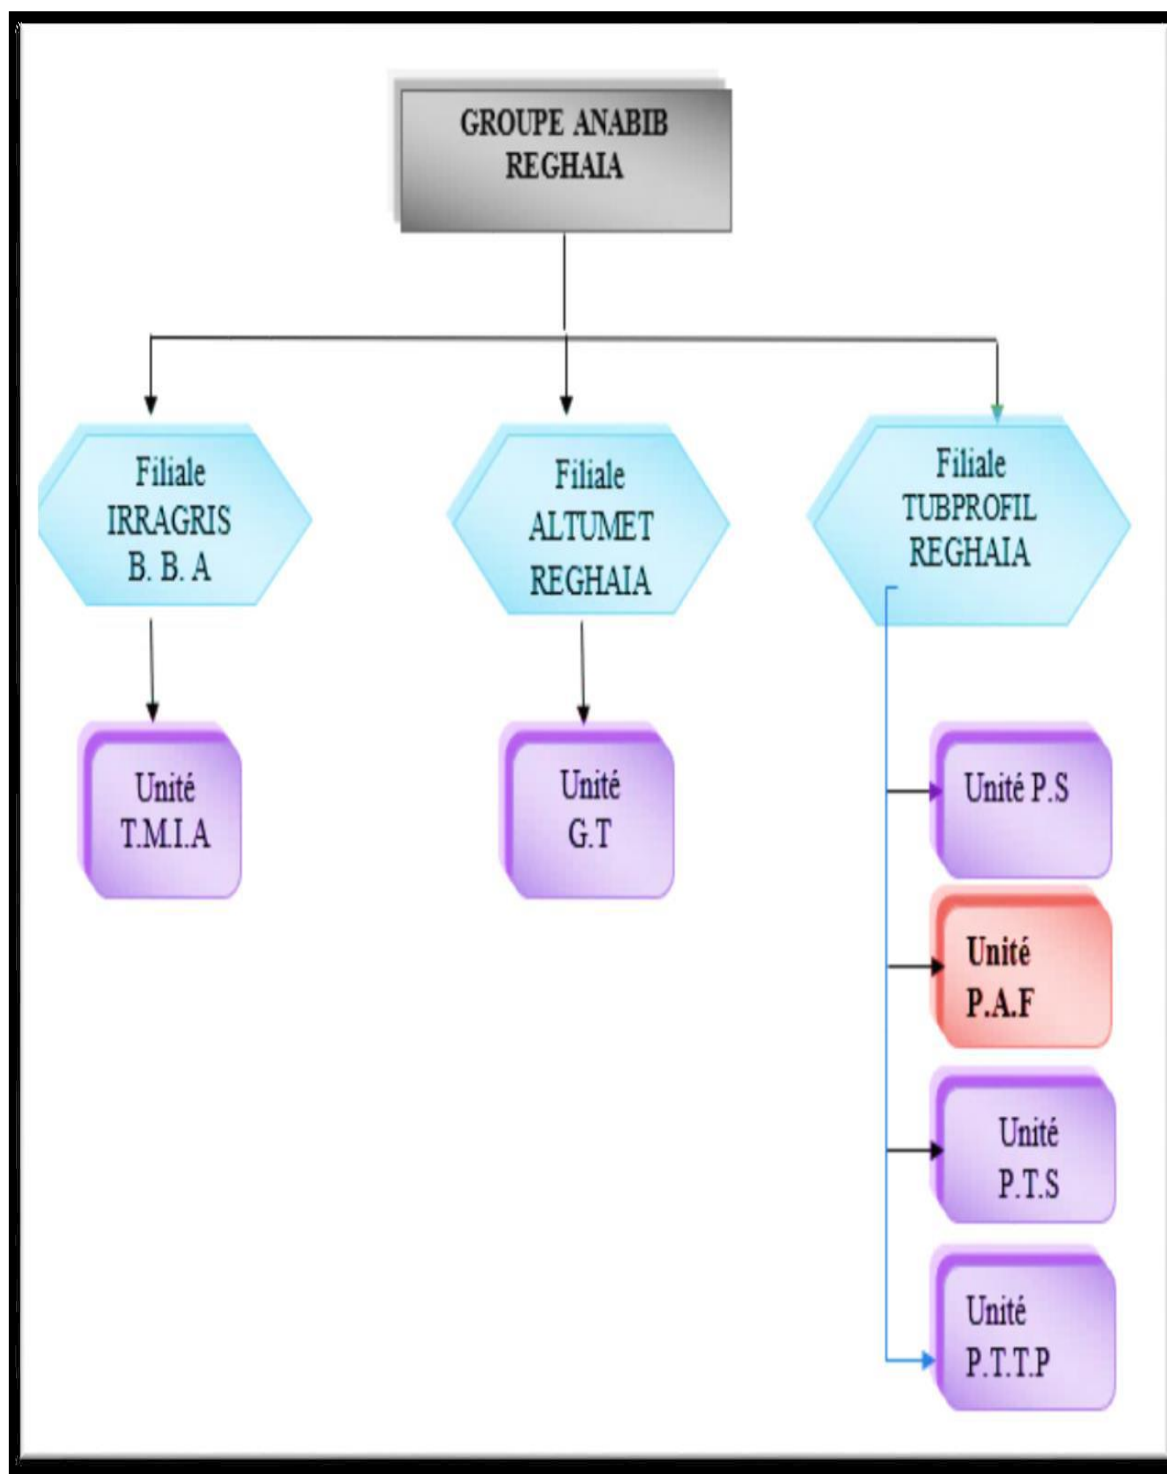 GROUPE ANABIB
REGHAIA
Filiale
IRRAGRIS
B. B. A
Filiale
ALTUMET
REGHAIA
Filiale
TUBPROFIL
REGHAIA
Unité
T.M.I.A
Unité
G.T
Unité P.S
Unité
P.A.F
Unité
P.T.S
Unité
P.T.T.P